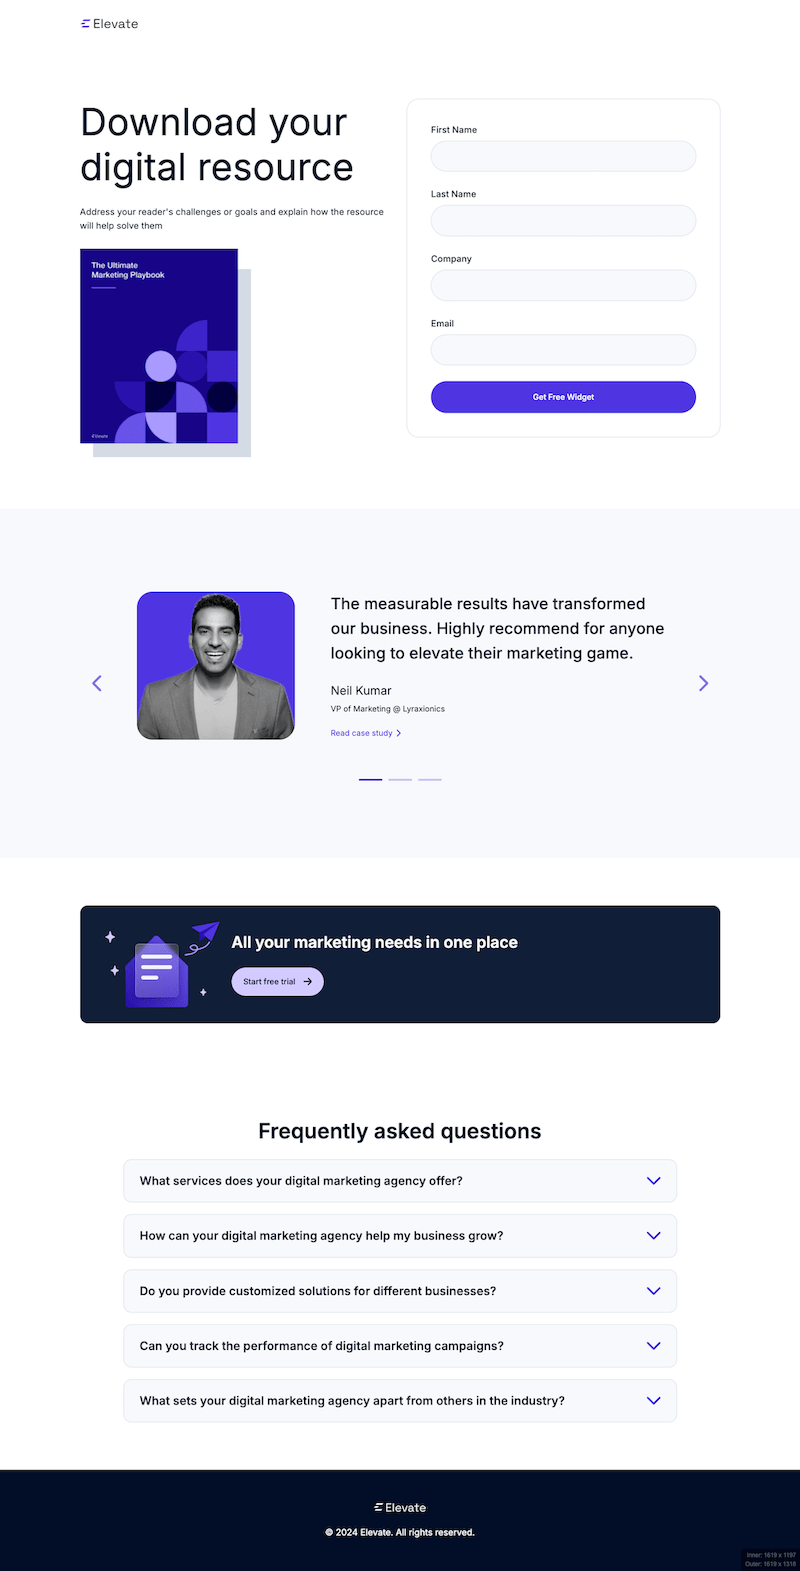 Elevate
Download your
digital resource
Address your reader's challenges or goals and explain how the resource
will help solve them
The Ultimate
Marketing Playbook
Elevate
First Name
Last Name
Company
Email
Get Free Widget
The measurable results have transformed
our business. Highly recommend for anyone
looking to elevate their marketing game.
Neil Kumar
VP of Marketing @ Lyraxionics
Read case study
All your marketing needs in one place
Start free trial
Frequently asked questions
What services does your digital marketing agency offer?
How can your digital marketing agency help my business grow?
Do you provide customized solutions for different businesses?
Can you track the performance of digital marketing campaigns?
What sets your digital marketing agency apart from others in the industry?
Elevate
© 2024 Elevate. All rights reserved.
Inner: 1619 x 1197
Outer: 1619 x 1318